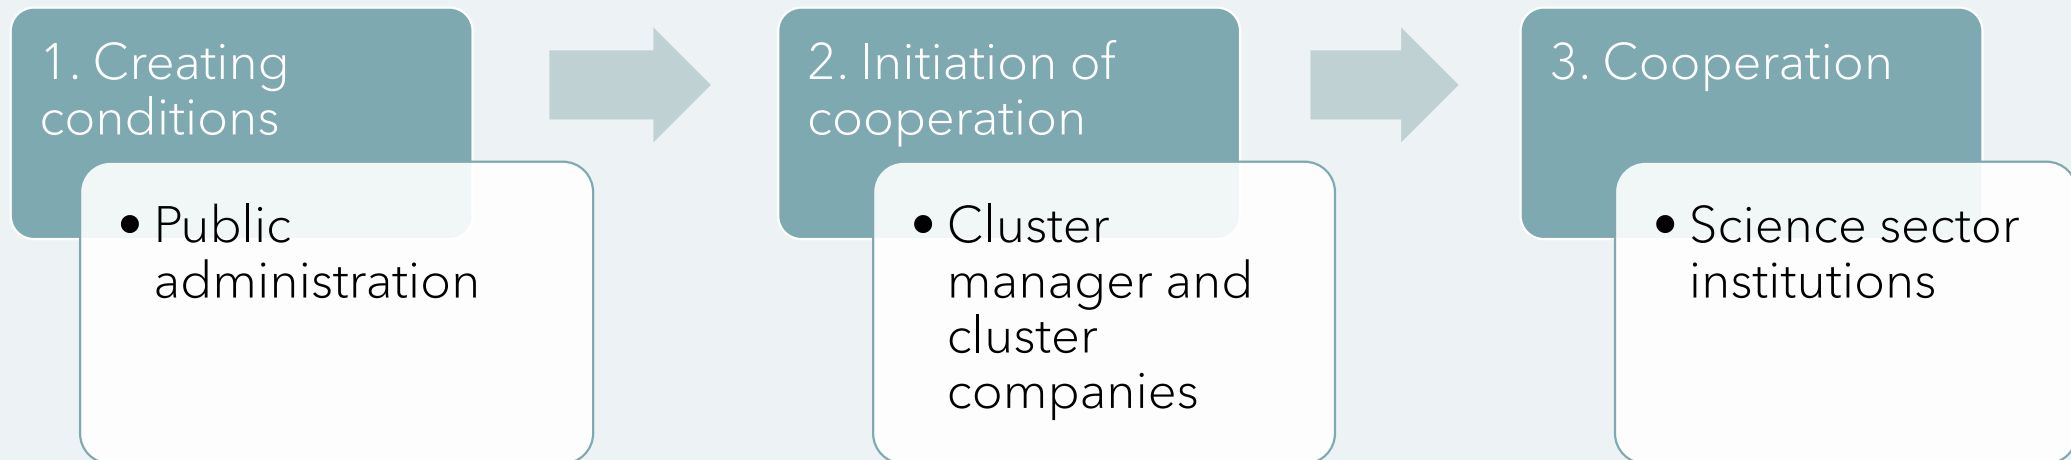 1. Creating
conditions
• Public
administration
2. Initiation of
cooperation
• Cluster
manager and
cluster
companies
3. Cooperation
• Science sector
institutions